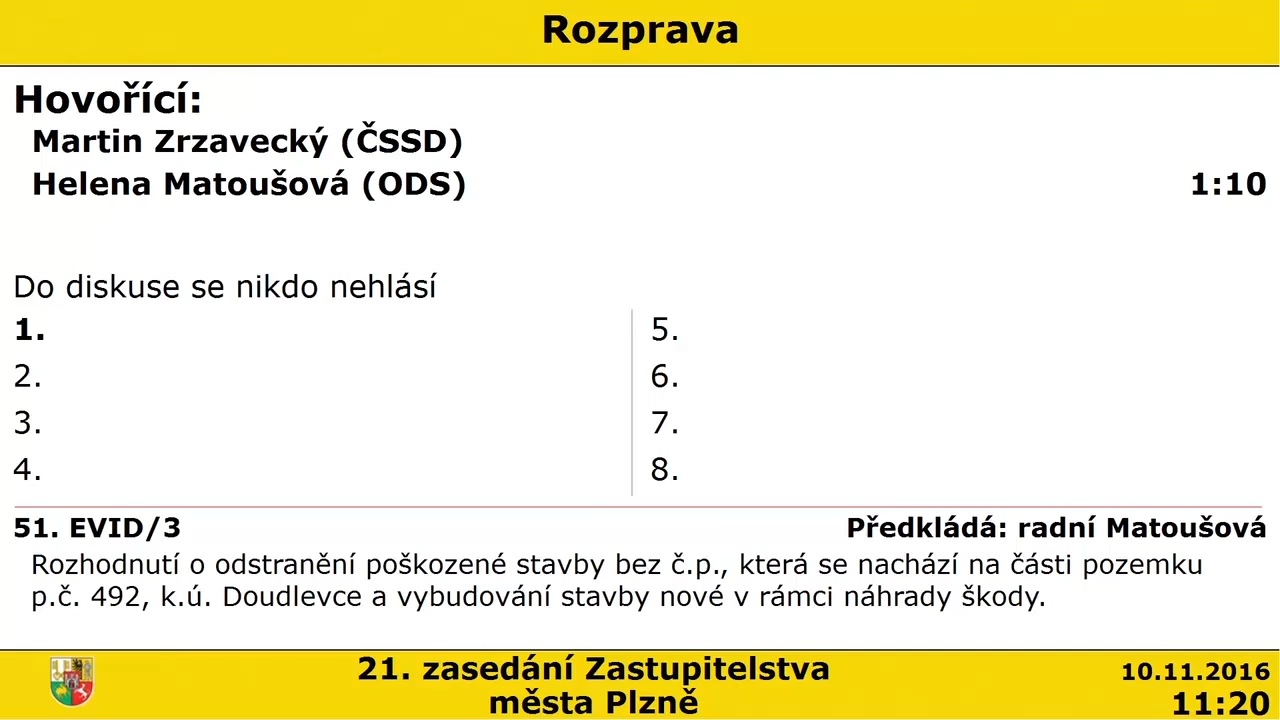 Rozprava
Hovořící:
Martin Zrzavecký (ČSSD)
Helena Matoušová (ODS) 1:10
Do diskuse se nikdo nehlásí
1.
2.
3.
4.
5.
6.
7.
8.
51. EVID/3 Předkládá: radní Matoušová
Rozhodnutí o odstranění poškozené stavby bez č.p., která se nachází na části pozemku
p.č. 492, k.ú. Doudlevce a vybudování stavby nové v rámci náhrady škody.
21. zasedání Zastupitelstva
města Plzně
10.11.2016
11:20